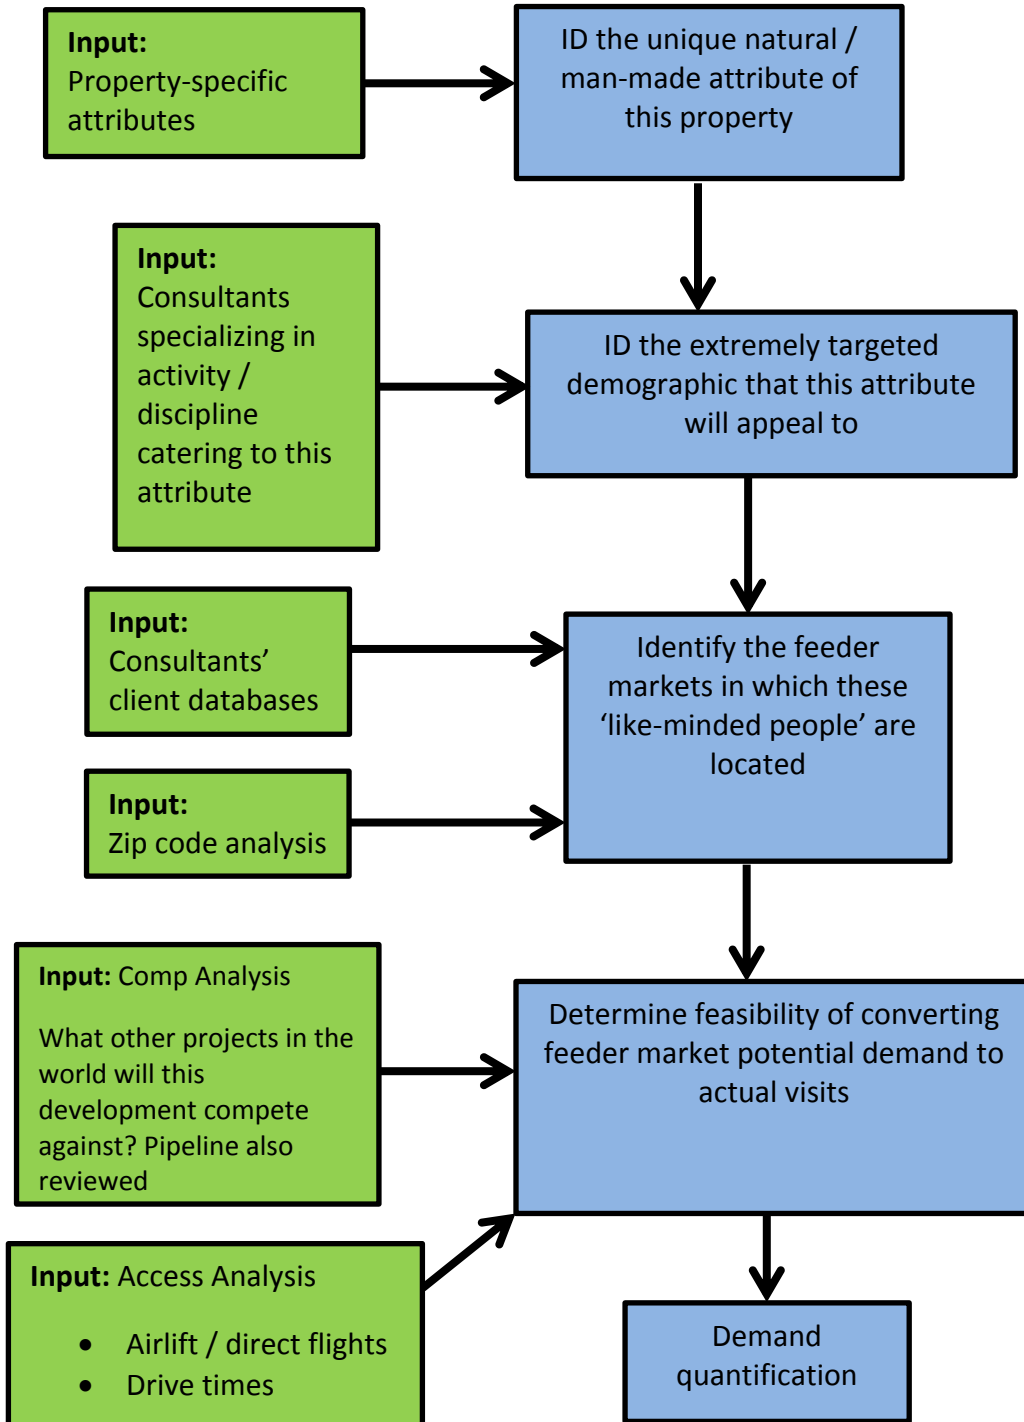 Input:
Property-specific
attributes
ID the unique natural /
man-made attribute of
this property
Input:
Consultants
specializing in
activity /
discipline
catering to this
attribute
ID the extremely targeted
demographic that this attribute
will appeal to
Input:
Consultants’
client databases
Identify the feeder
markets in which these
‘like-minded people’ are
located
Input:
Zip code analysis
Input: Comp Analysis
What other projects in the
world will this
development compete
against? Pipeline also
reviewed
Determine feasibility of converting
feeder market potential demand to
actual visits
Input: Access Analysis
• Airlift / direct flights
• Drive times
Demand
quantification